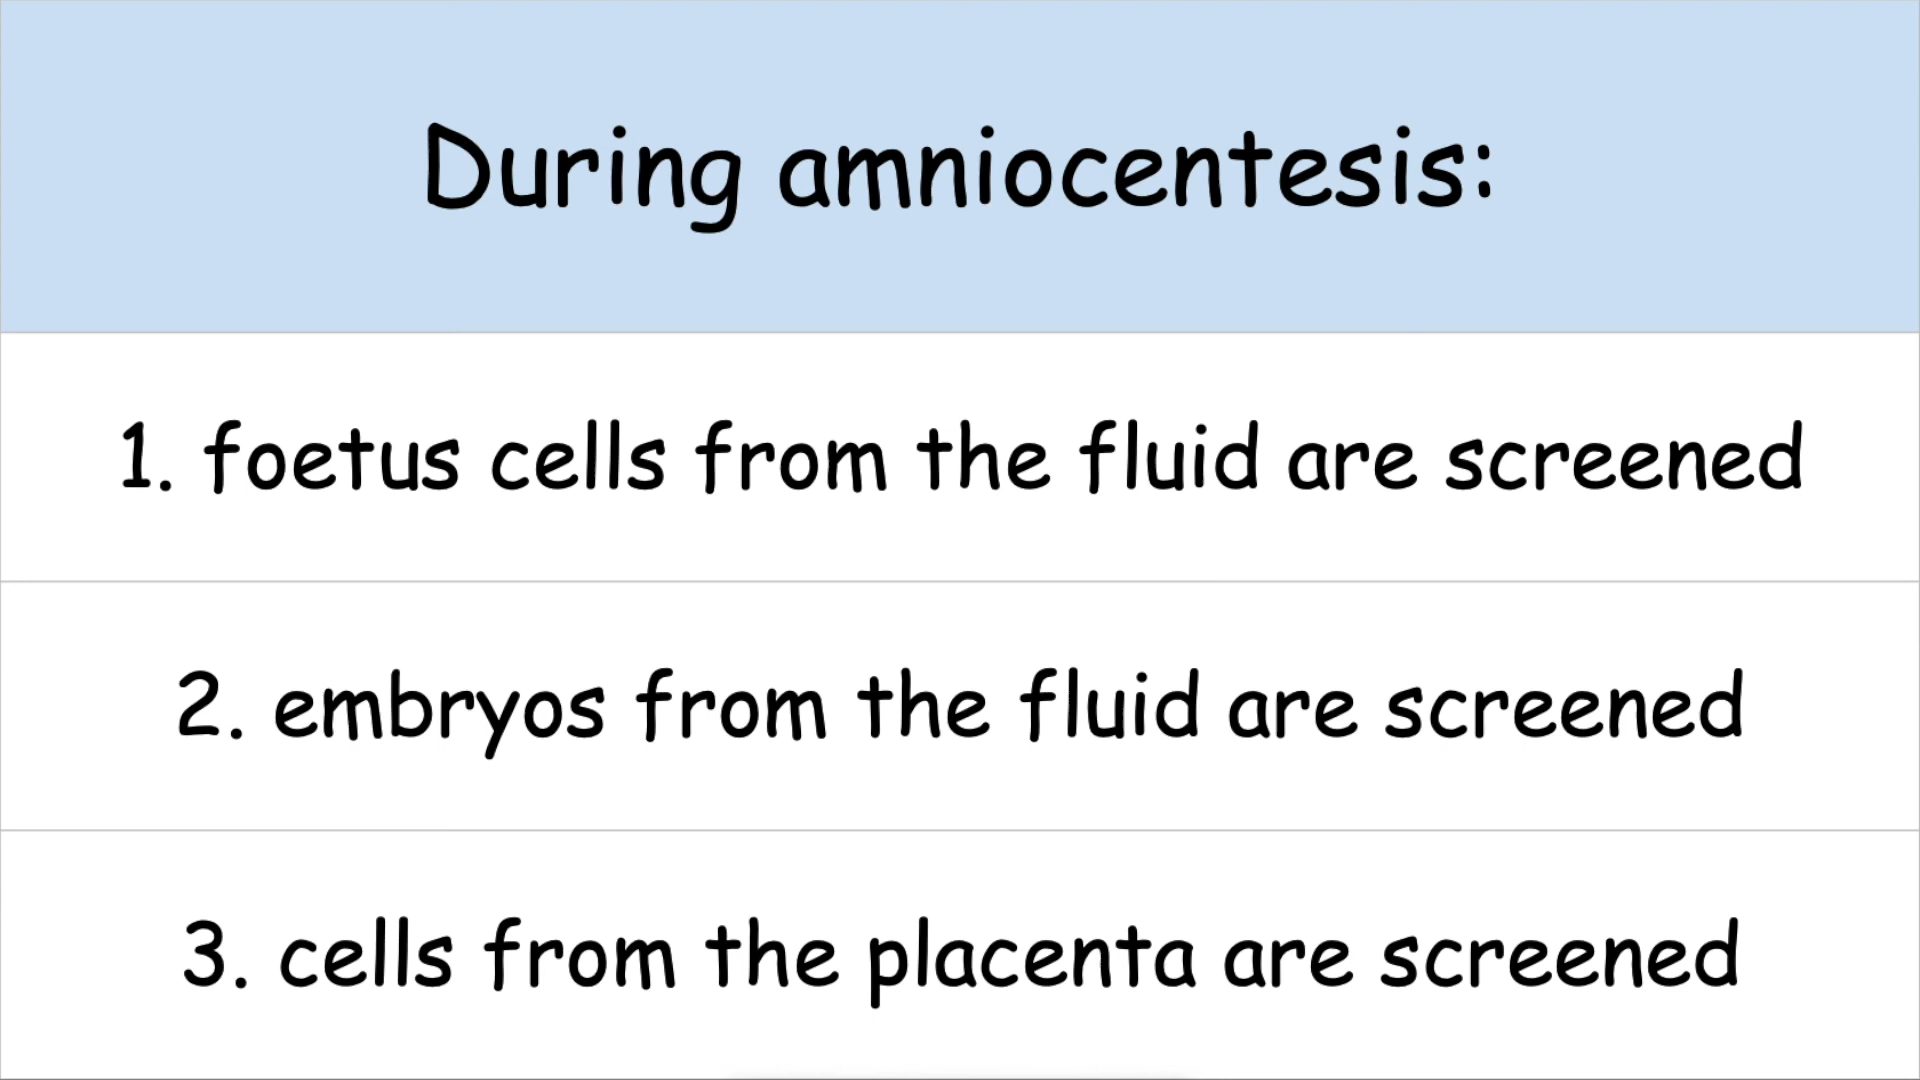 During amniocentesis:
1. foetus cells from the fluid are screened
2. embryos from the fluid are screened
3. cells from the placenta are screened